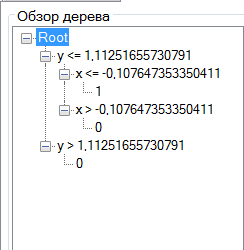 Обзор дерева
Root
y <= 1,11251655730791
x <= -0,107647353350411
1
x > -0,107647353350411
0
y > 1,11251655730791
0